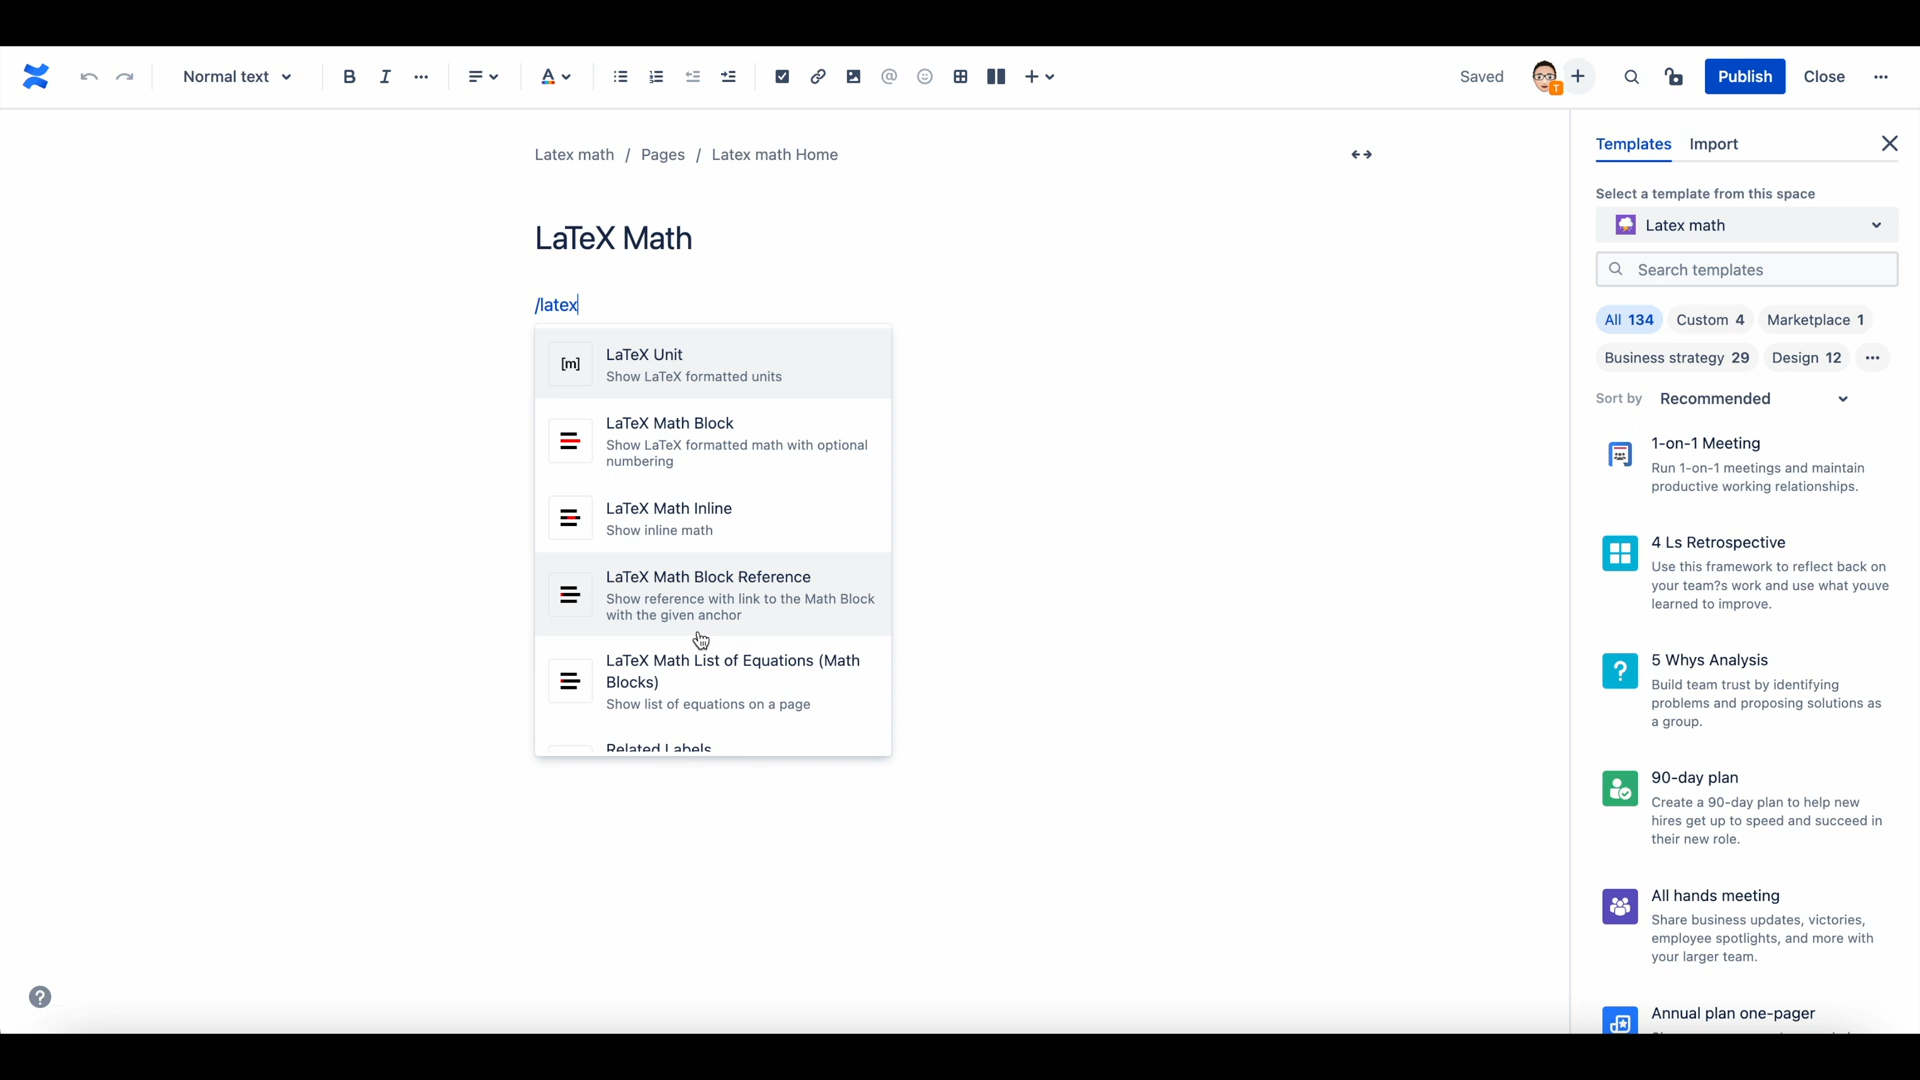 Normal text
Saved
T
Publish
Close
Latex math / Pages / Latex math Home
LaTeX Math
/latex
[m]
LaTeX Unit
Show LaTeX formatted units
LaTeX Math Block
Show LaTeX formatted math with optional
numbering
LaTeX Math Inline
Show inline math
LaTeX Math Block Reference
Show reference with link to the Math Block
with the given anchor
LaTeX Math List of Equations (Math
Blocks)
Show list of equations on a page
Related Labels
Templates
Import
Select a template from this space
Latex math
Search templates
All 134
Custom 4
Marketplace 1
Business strategy 29
Design 12
Sort by
Recommended
1-on-1 Meeting
Run 1-on-1 meetings and maintain
productive working relationships.
4 Ls Retrospective
Use this framework to reflect back on
your team?s work and use what youve
learned to improve.
5 Whys Analysis
Build team trust by identifying
problems and proposing solutions as
a group.
90-day plan
Create a 90-day plan to help new
hires get up to speed and succeed in
their new role.
All hands meeting
Share business updates, victories,
employee spotlights, and more with
your larger team.
Annual plan one-pager